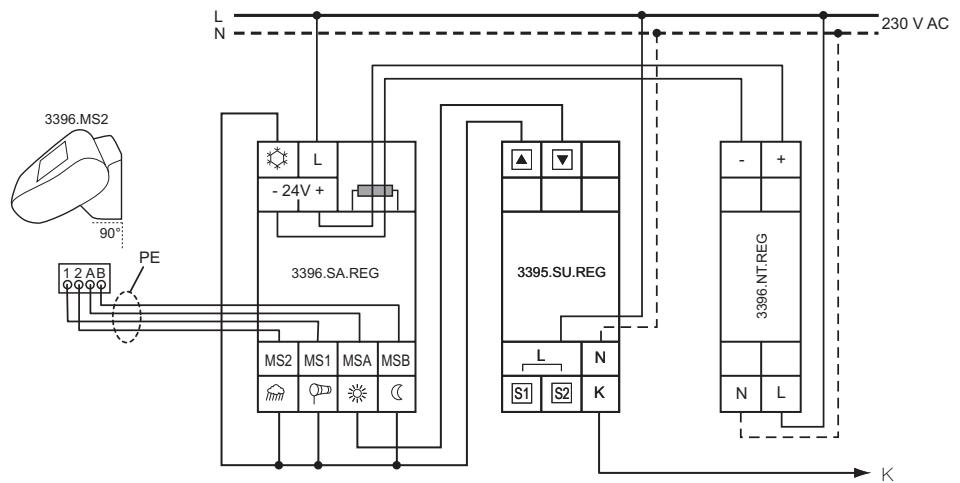 L
N
230 V AC
3396.MS2
90°
1 2 A B
PE
L
- 24V +
3396.SA.REG
MS2 MS1 MSA MSB
3395.SU.REG
L
N
S1 S2 K
- +
3396.NT.REG
N L
K